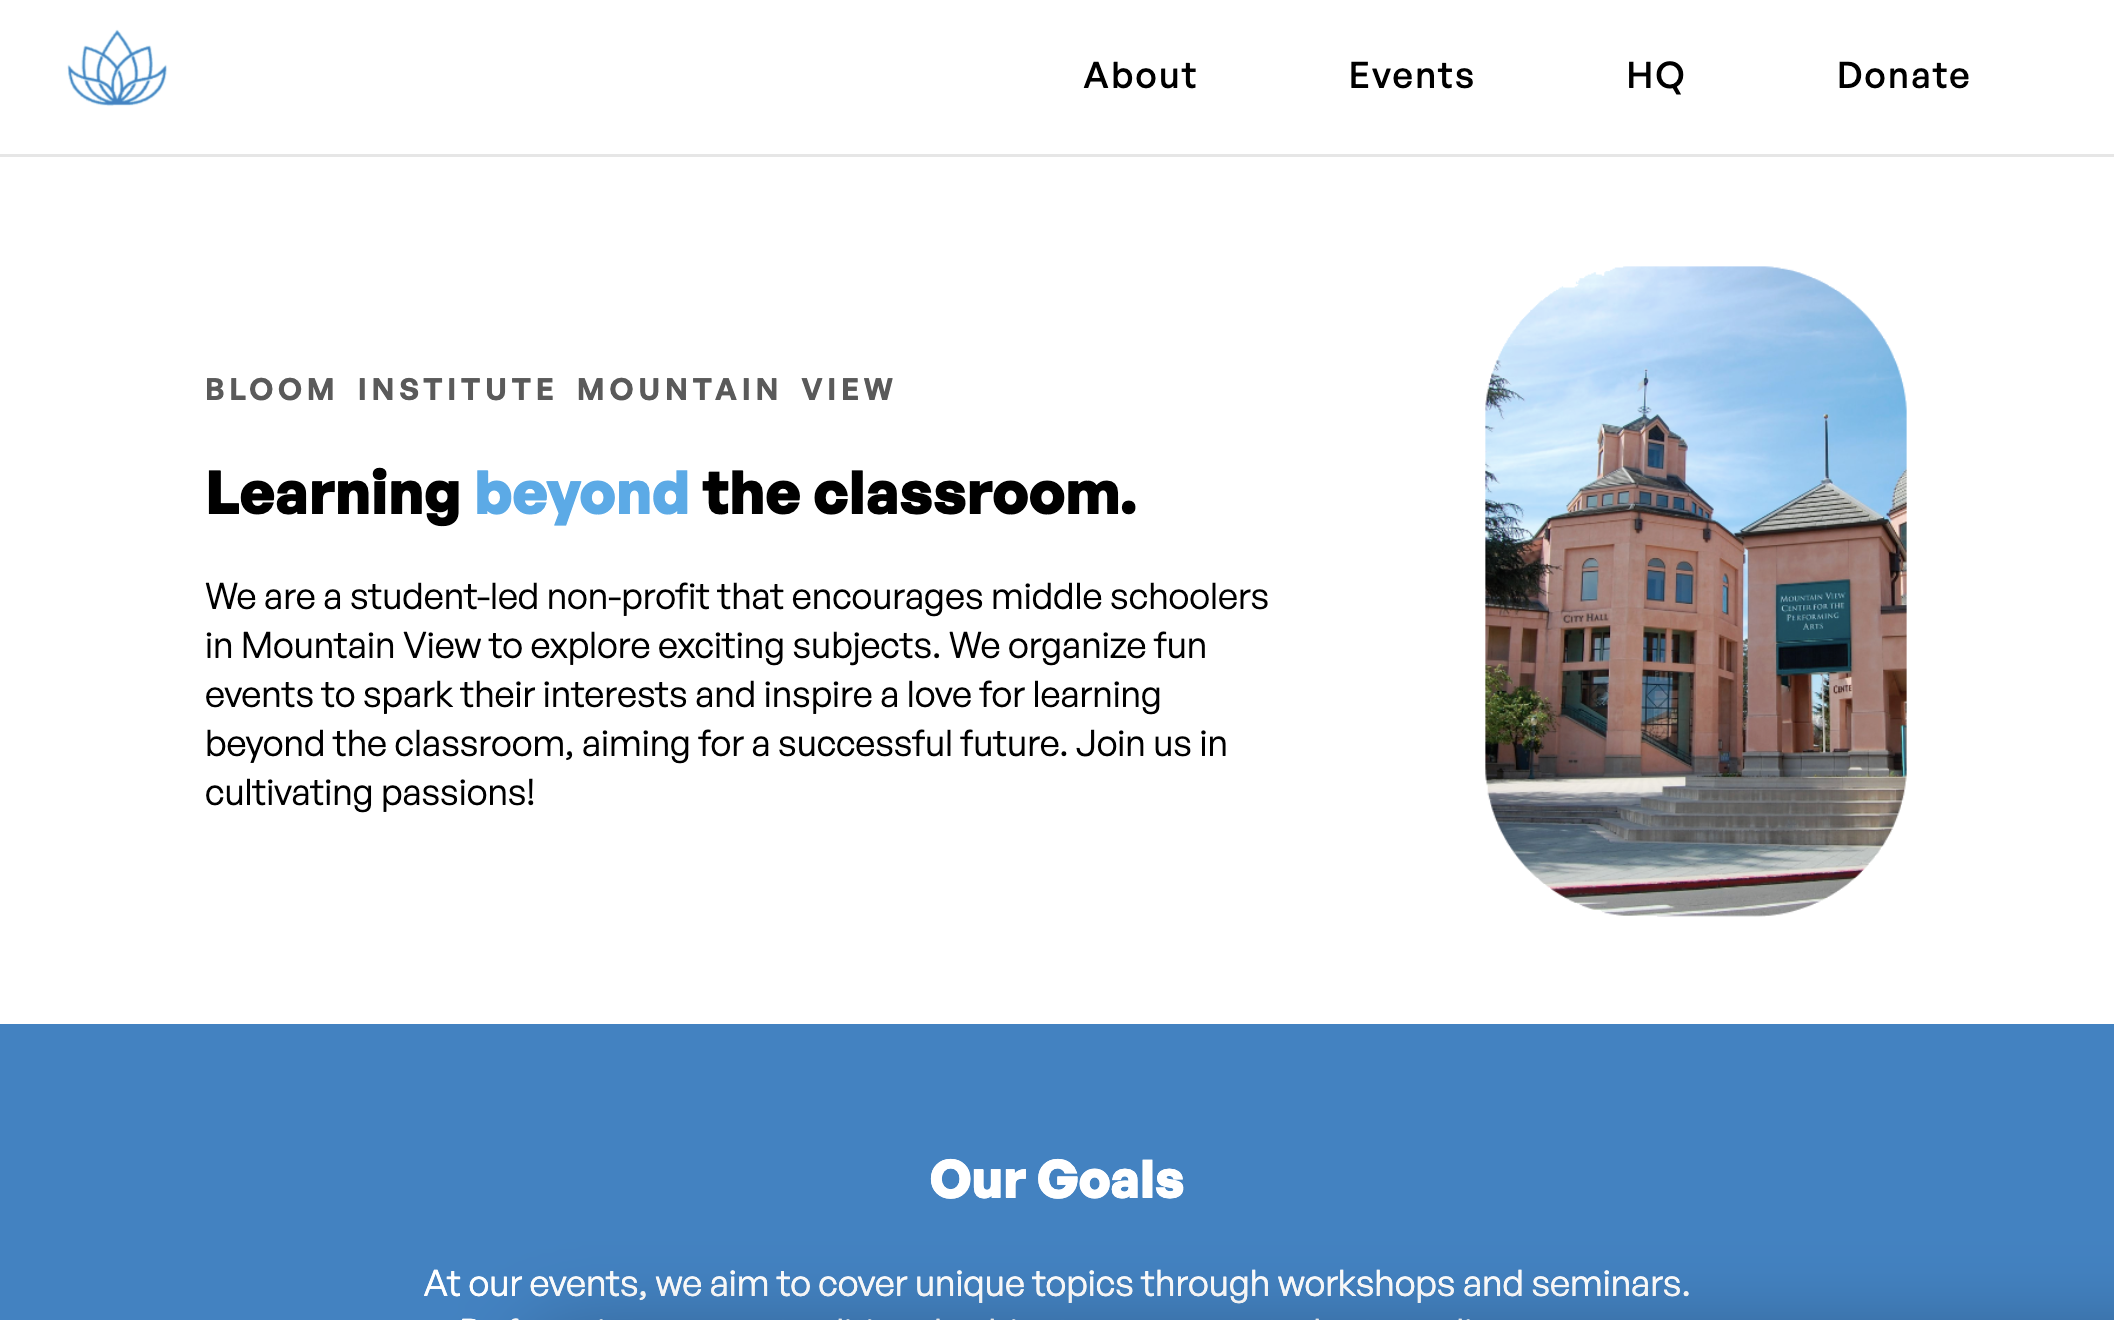 About
Events
HQ
Donate
BLOOM INSTITUTE MOUNTAIN VIEW
Learning beyond the classroom.
We are a student-led non-profit that encourages middle schoolers
in Mountain View to explore exciting subjects. We organize fun
events to spark their interests and inspire a love for learning
beyond the classroom, aiming for a successful future. Join us in
cultivating passions!
CITY HALL
MOUNTAIN VIEW
CENTER FOR THE
PERFORMING
ARTS
Our Goals
At our events, we aim to cover unique topics through workshops and seminars.